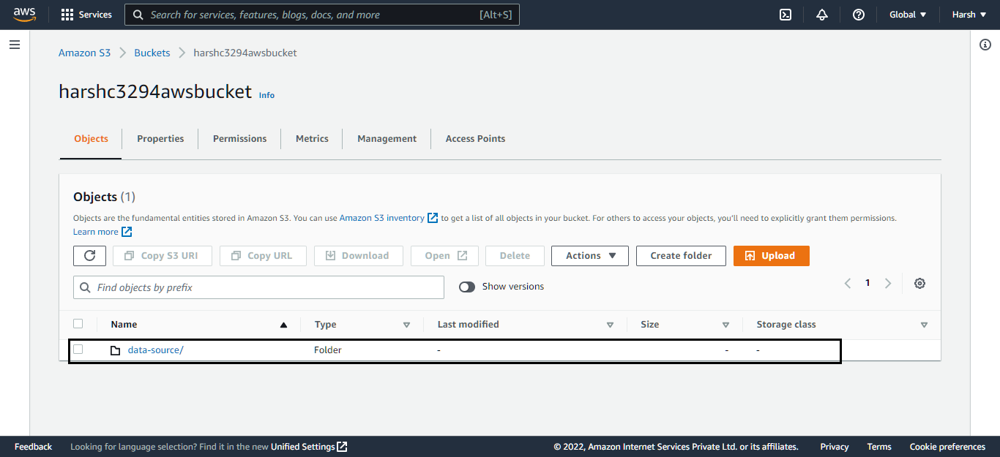 aws Services Search for services, features, blogs, docs, and more [Alt+S] Global Harsh
Amazon S3 Buckets harshc3294awsbucket
harshc3294awsbucket Info
Objects Properties Permissions Metrics Management Access Points
Objects (1)
Objects are the fundamental entities stored in Amazon S3. You can use Amazon S3 inventory to get a list of all objects in your bucket. For others to access your objects, you'll need to explicitly grant them permissions.
Learn more
Copy S3 URI Copy URL Download Open Delete Actions Create folder Upload
Find objects by prefix Show versions 1
Name Type Last modified Size Storage class
data-source/ Folder - - -
Feedback Looking for language selection? Find it in the new Unified Settings © 2022, Amazon Internet Services Private Ltd. or its affiliates. Privacy Terms Cookie preferences